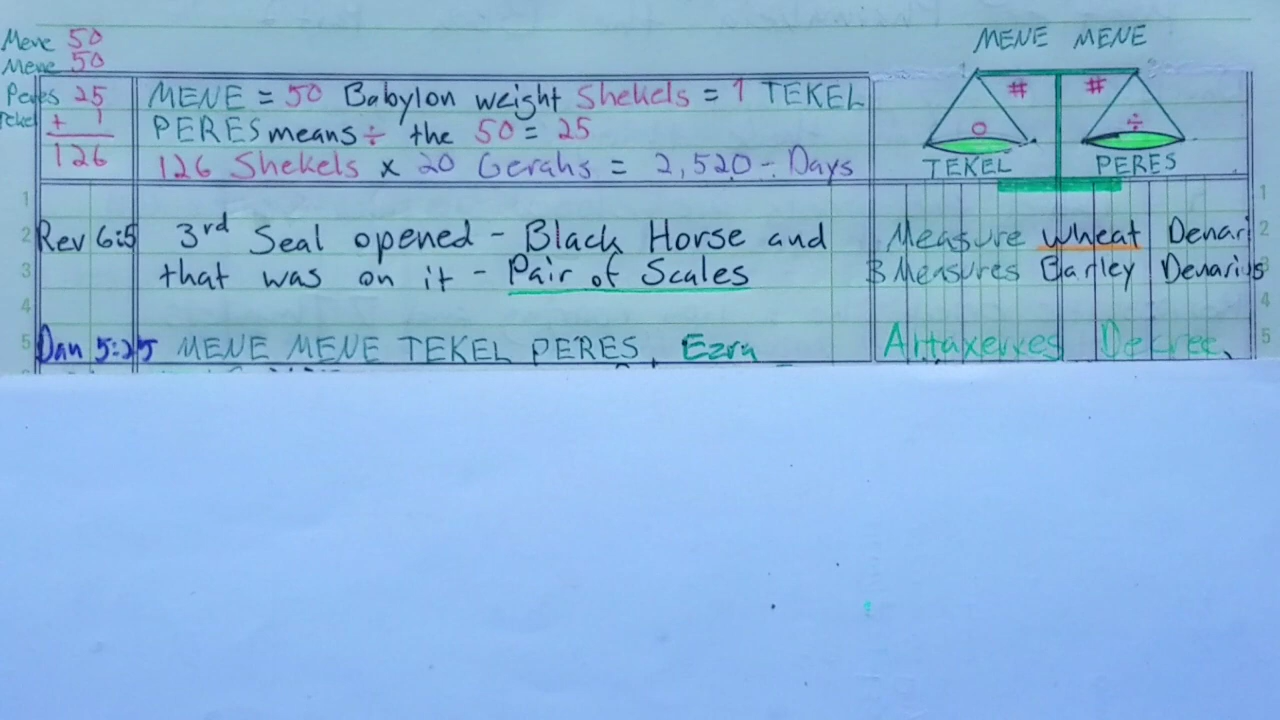 Mene 50
Mene 50
Peres 25
Tekel + 1
126
MENE = 50 Babylon weight Shekels = 1 TEKEL
PERES means ÷ the 50 = 25
126 Shekels x 20 Gerahs = 2,520 - Days
MENE MENE
# #
O ÷
TEKEL PERES
1 1
2 Rev 6:5 3rd Seal opened - Black Horse and Measure wheat Denari 2
3 that was on it - Pair of Scales 3 Measures Barley Denarius 3
4 4
5 Dan 5:25 MENE MENE TEKEL PERES. Ezra Artaxerxes Decree. 5